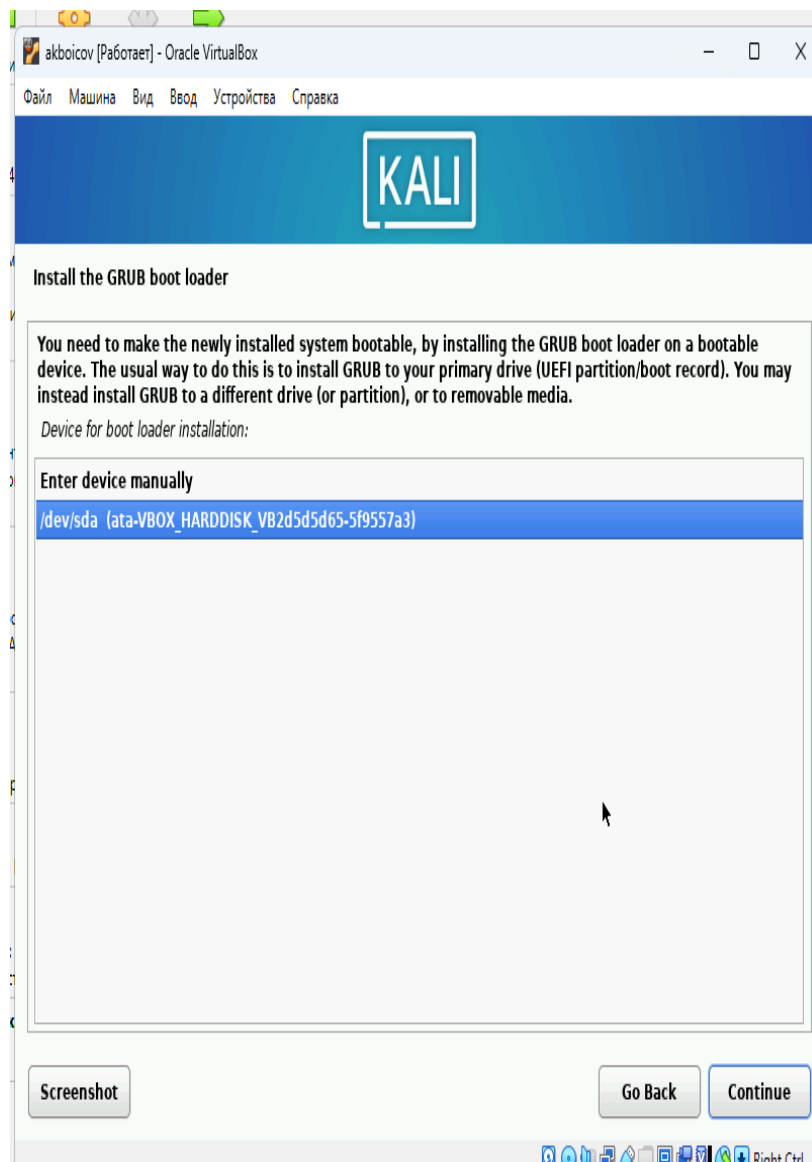 akboicov [Работает] - Oracle VirtualBox
Файл Машина Вид Ввод Устройства Справка
KALI
Install the GRUB boot loader
You need to make the newly installed system bootable, by installing the GRUB boot loader on a bootable
device. The usual way to do this is to install GRUB to your primary drive (UEFI partition/boot record). You may
instead install GRUB to a different drive (or partition), or to removable media.
Device for boot loader installation:
Enter device manually
/dev/sda (ata-VBOX_HARDDISK_VB2d5d5d65-5f9557a3)
Screenshot
Go Back
Continue
Right Ctrl